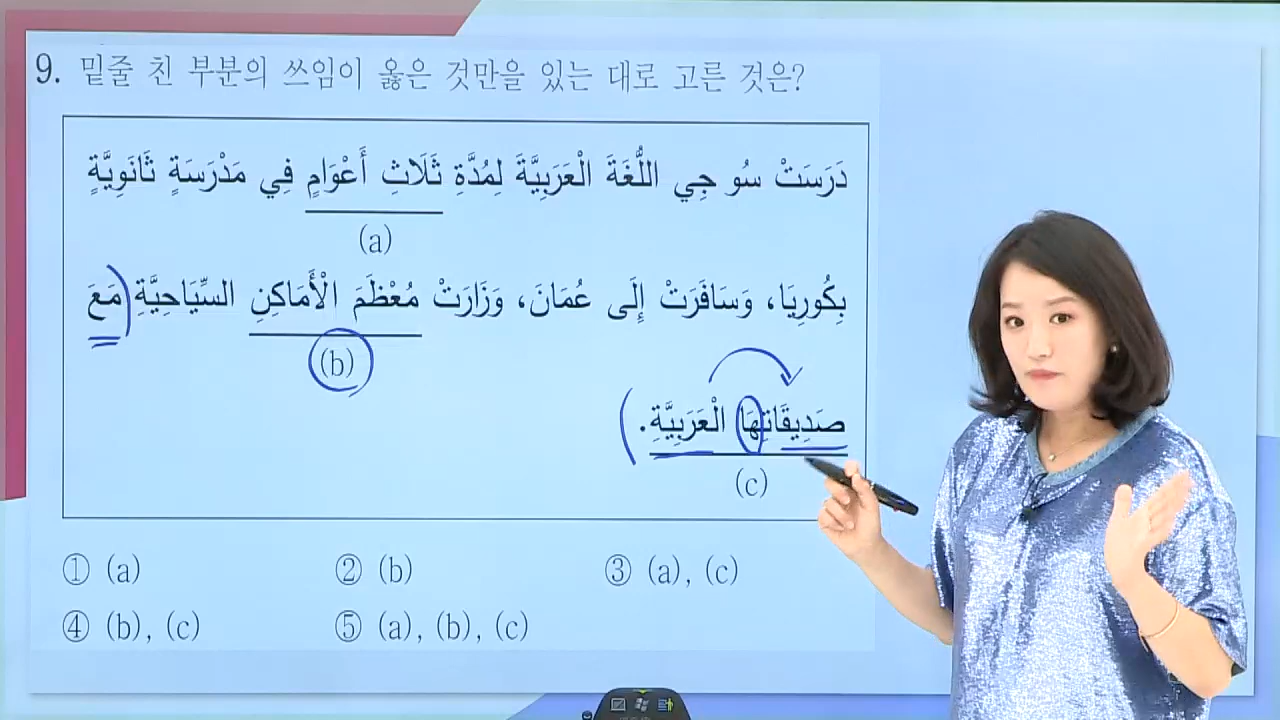 9. 밑줄 친 부분의 쓰임이 옳은 것만을 있는 대로 고른 것은?
دَرَسَتْ سُو جِي اللُّغَةَ الْعَرَبِيَّةَ لِمُدَّةِ ثَلَاثِ أَعْوَامٍ فِي مَدْرَسَةٍ ثَانَوِيَّةٍ
(a)
بِكُورِيَا، وَسَافَرَتْ إِلَى عُمَانَ، وَزَارَتْ مُعْظَمَ الْأَمَاكِنِ السِّيَاحِيَّةِ مَعَ
(b)
صَدِيقَاتِهَا الْعَرَبِيَّةِ.
(c)
① (a) ② (b) ③ (a), (c)
④ (b), (c) ⑤ (a), (b), (c)